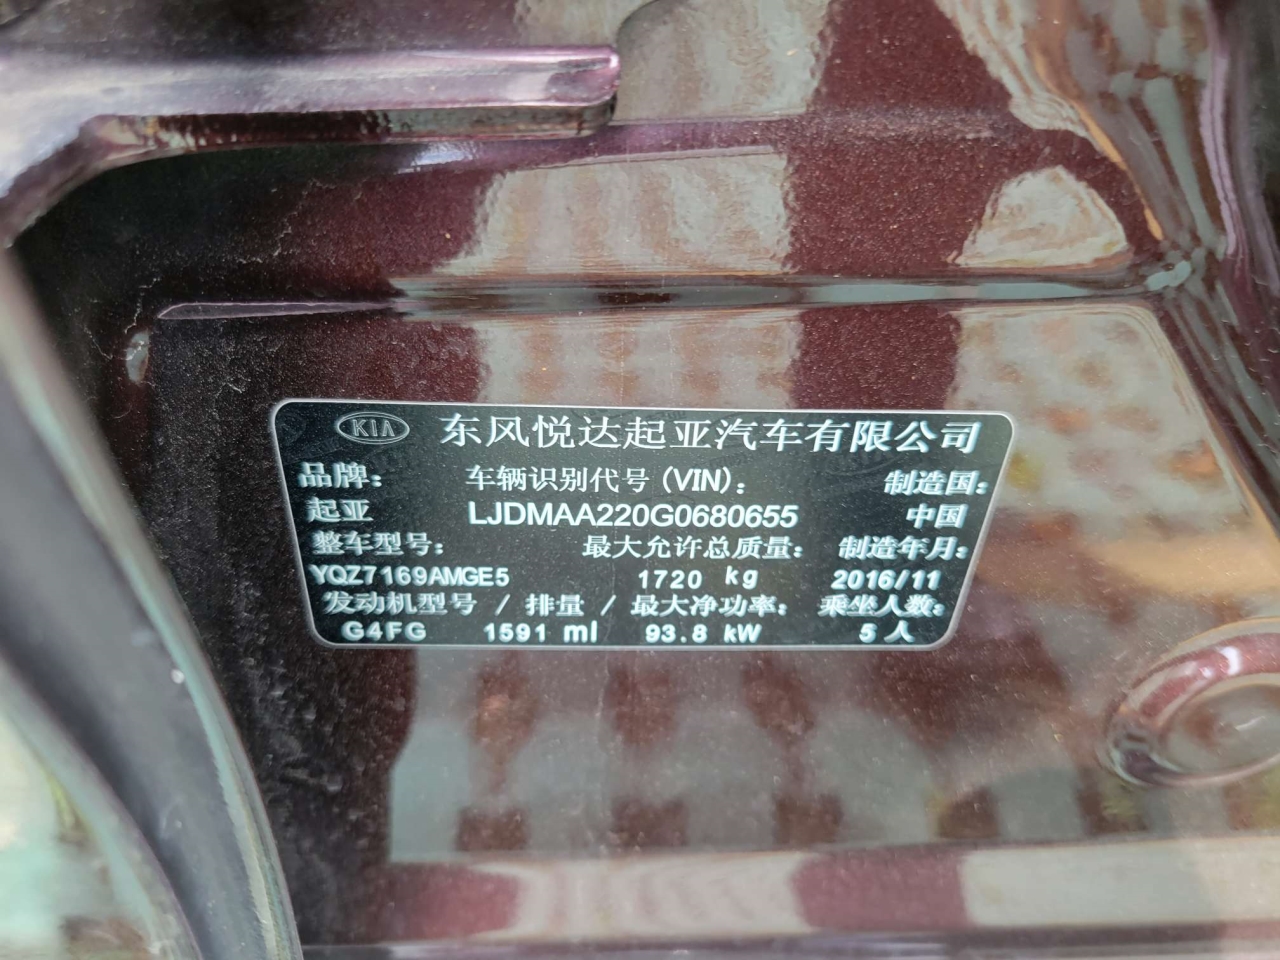 KIA 东风悦达起亚汽车有限公司
品牌： 车辆识别代号(VIN)： 制造国：
起亚 LJDMAA220G0680655 中国
整车型号： 最大允许总质量： 制造年月：
YQZ7169AMGE5 1720 kg 2016/11
发动机型号 / 排量 / 最大净功率： 乘坐人数：
G4FG 1591 ml 93.8 kW 5 人